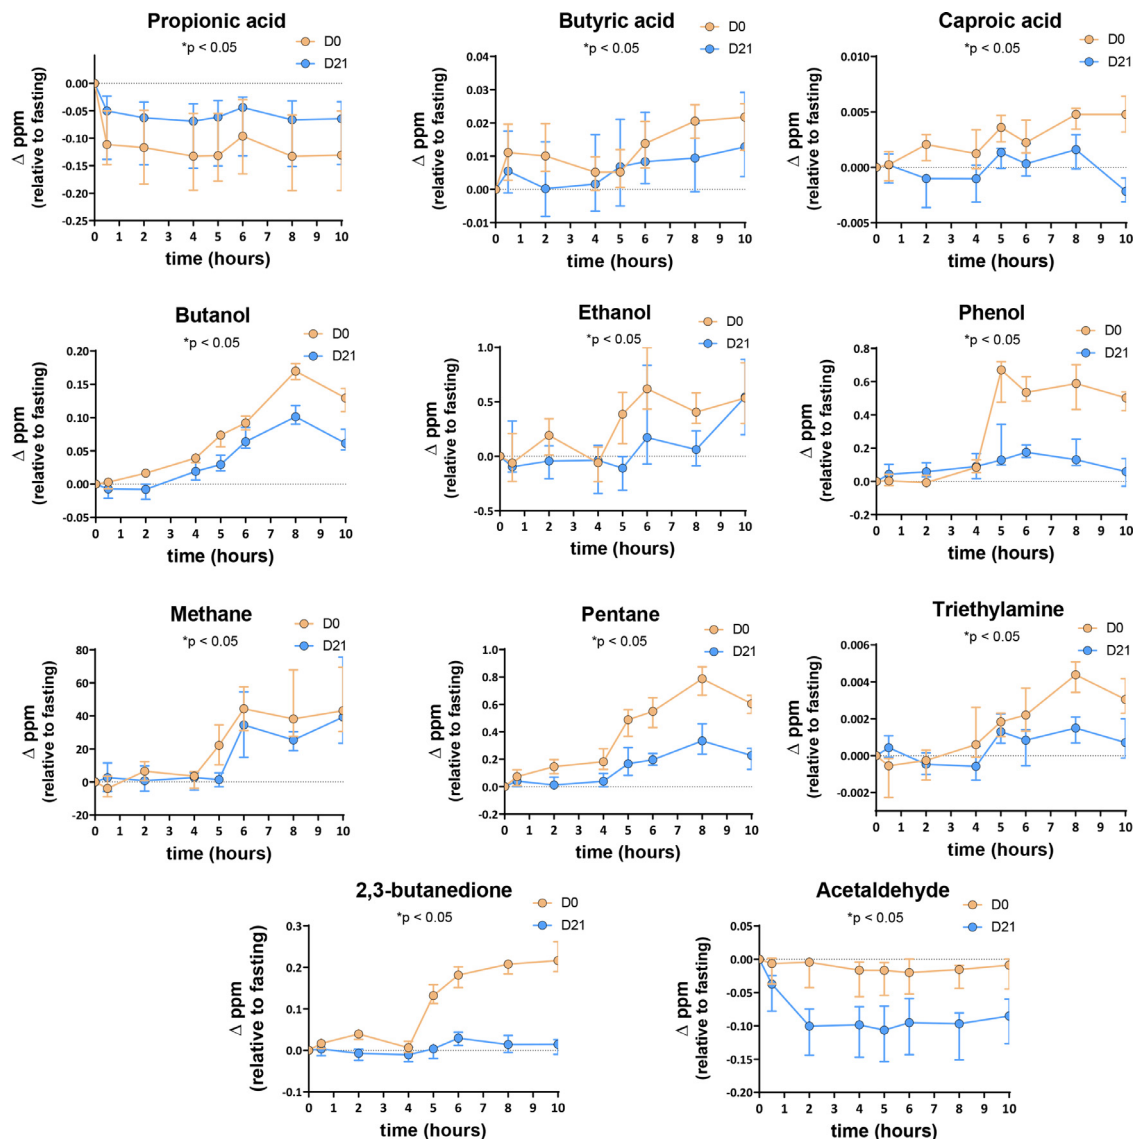 Propionic acid
*p < 0.05
D0
D21
Δ ppm
(relative to fasting)
0.00
-0.05
-0.10
-0.15
-0.20
-0.25
0 1 2 3 4 5 6 7 8 9 10
time (hours)
Butyric acid
*p < 0.05
D0
D21
Δ ppm
(relative to fasting)
0.04
0.03
0.02
0.01
0.00
-0.01
0 1 2 3 4 5 6 7 8 9 10
time (hours)
Caproic acid
*p < 0.05
D0
D21
Δ ppm
(relative to fasting)
0.010
0.005
0.000
-0.005
0 1 2 3 4 5 6 7 8 9 10
time (hours)
Butanol
*p < 0.05
D0
D21
Δ ppm
(relative to fasting)
0.20
0.15
0.10
0.05
0.00
-0.05
0 1 2 3 4 5 6 7 8 9 10
time (hours)
Ethanol
*p < 0.05
D0
D21
Δ ppm
(relative to fasting)
1.0
0.5
0.0
-0.5
0 1 2 3 4 5 6 7 8 9 10
time (hours)
Phenol
*p < 0.05
D0
D21
Δ ppm
(relative to fasting)
0.8
0.6
0.4
0.2
0.0
-0.2
0 1 2 3 4 5 6 7 8 9 10
time (hours)
Methane
*p < 0.05
D0
D21
Δ ppm
(relative to fasting)
80
60
40
20
0
-20
0 1 2 3 4 5 6 7 8 9 10
time (hours)
Pentane
*p < 0.05
D0
D21
Δ ppm
(relative to fasting)
1.0
0.8
0.6
0.4
0.2
0.0
-0.2
0 1 2 3 4 5 6 7 8 9 10
time (hours)
Triethylamine
*p < 0.05
D0
D21
Δ ppm
(relative to fasting)
0.006
0.004
0.002
0.000
-0.002
0 1 2 3 4 5 6 7 8 9 10
time (hours)
2,3-butanedione
*p < 0.05
D0
D21
Δ ppm
(relative to fasting)
0.3
0.2
0.1
0.0
-0.1
0 1 2 3 4 5 6 7 8 9 10
time (hours)
Acetaldehyde
*p < 0.05
D0
D21
Δ ppm
(relative to fasting)
0.05
0.00
-0.05
-0.10
-0.15
-0.20
0 1 2 3 4 5 6 7 8 9 10
time (hours)